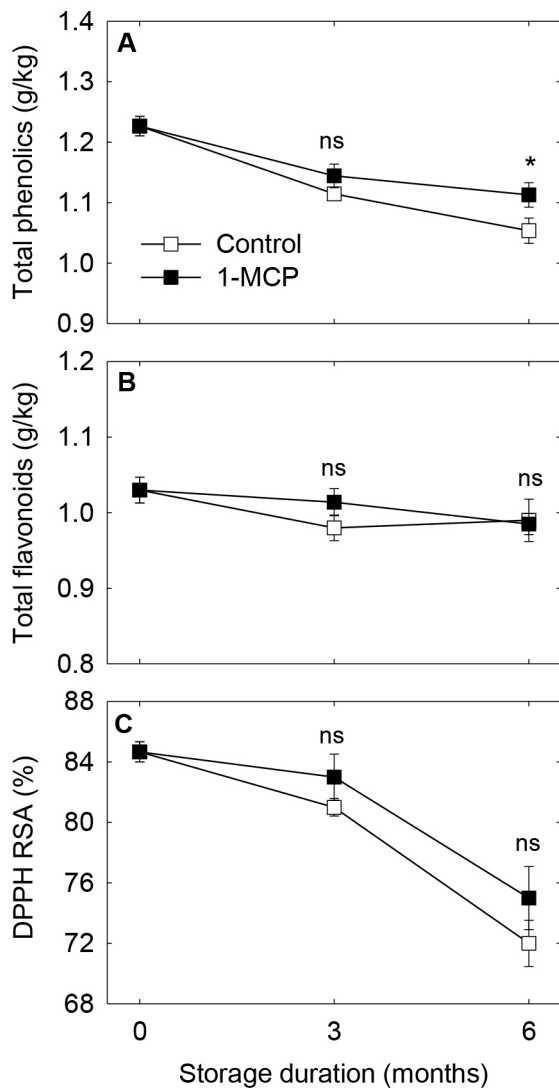 A
Total phenolics (g/kg)
1.4
1.3
1.2
1.1
1.0
0.9
ns
*
Control
1-MCP
B
Total flavonoids (g/kg)
1.2
1.1
1.0
0.9
0.8
ns
ns
C
DPPH RSA (%)
88
84
80
76
72
68
ns
ns
0 3 6
Storage duration (months)